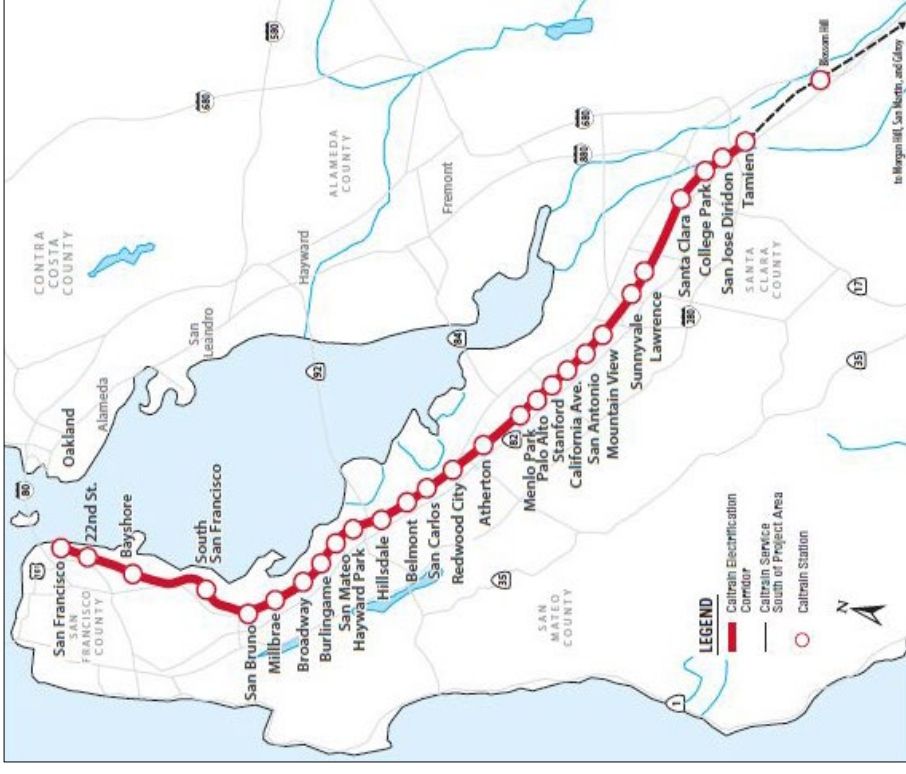 80
101
San Francisco
SAN
FRANCISCO
COUNTY
22nd St.
Bayshore
South
San Francisco
San Bruno
Millbrae
Broadway
Burlingame
San Mateo
Hayward Park
Hillsdale
Belmont
San Carlos
Redwood City
Atherton
Menlo Park
Palo Alto
Stanford
California Ave.
San Antonio
Mountain View
Sunnyvale
Lawrence
Santa Clara
College Park
San Jose Diridon
Tamien
Blossom Hill
to Morgan Hill, San Martin, and Gilroy
Oakland
Alameda
San
Leandro
Hayward
Fremont
CONTRA
COSTA
COUNTY
ALAMEDA
COUNTY
SANTA
CLARA
COUNTY
SAN
MATEO
COUNTY
580
680
92
84
82
880
680
280
35
35
17
1
LEGEND
Caltrain Electrification
Corridor
Caltrain Service
South of Project Area
Caltrain Station
N